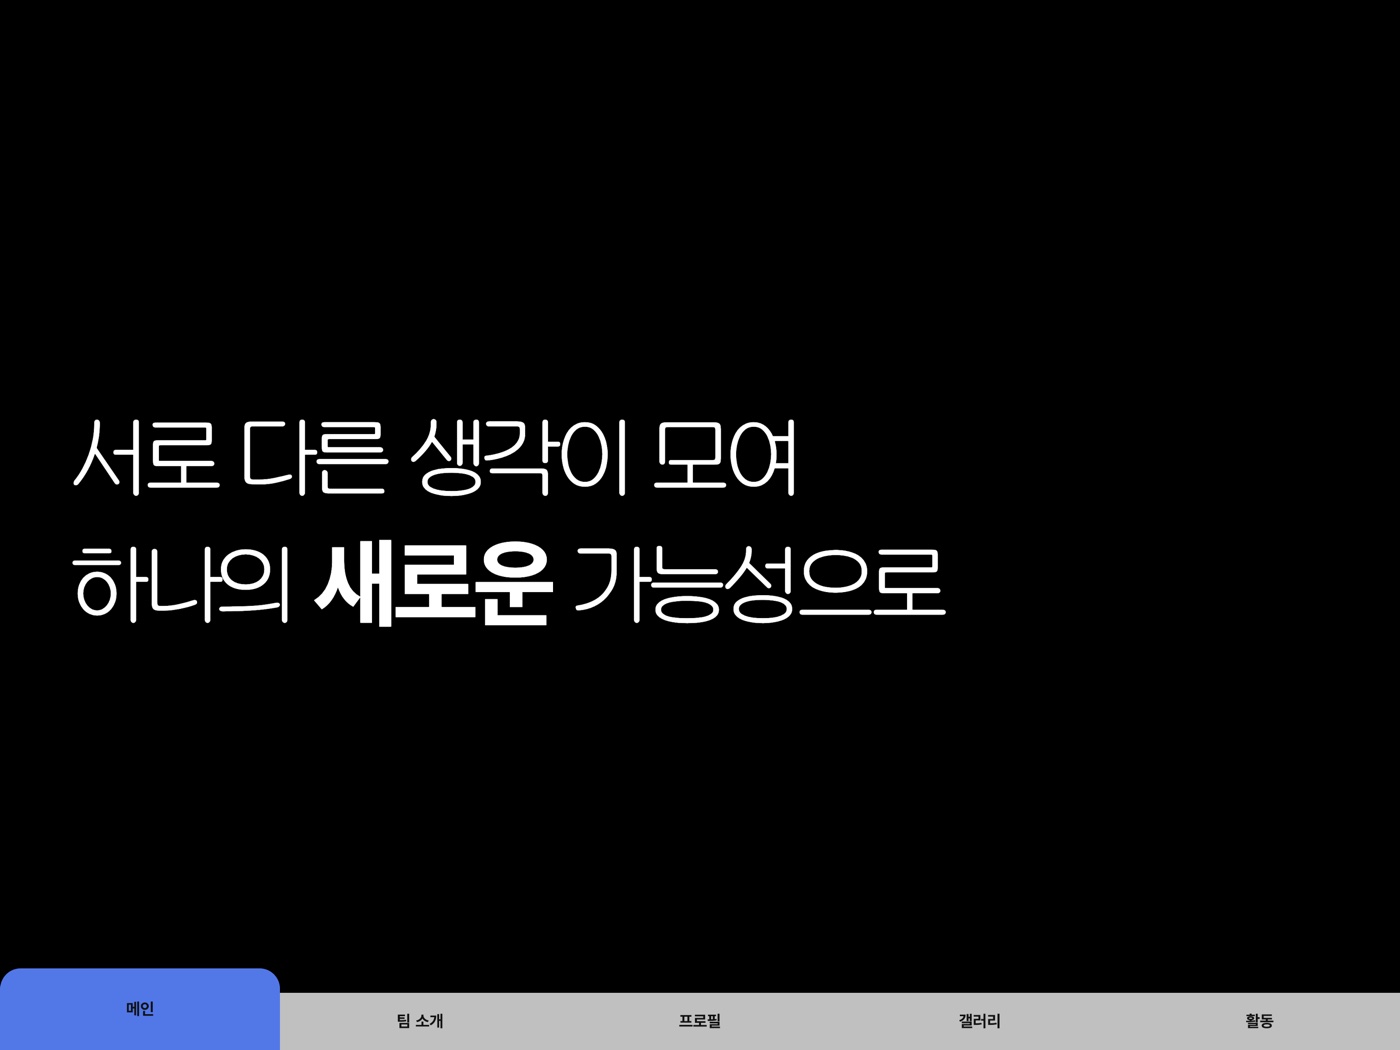 서로 다른 생각이 모여
하나의 새로운 가능성으로
메인
팀 소개
프로필
갤러리
활동